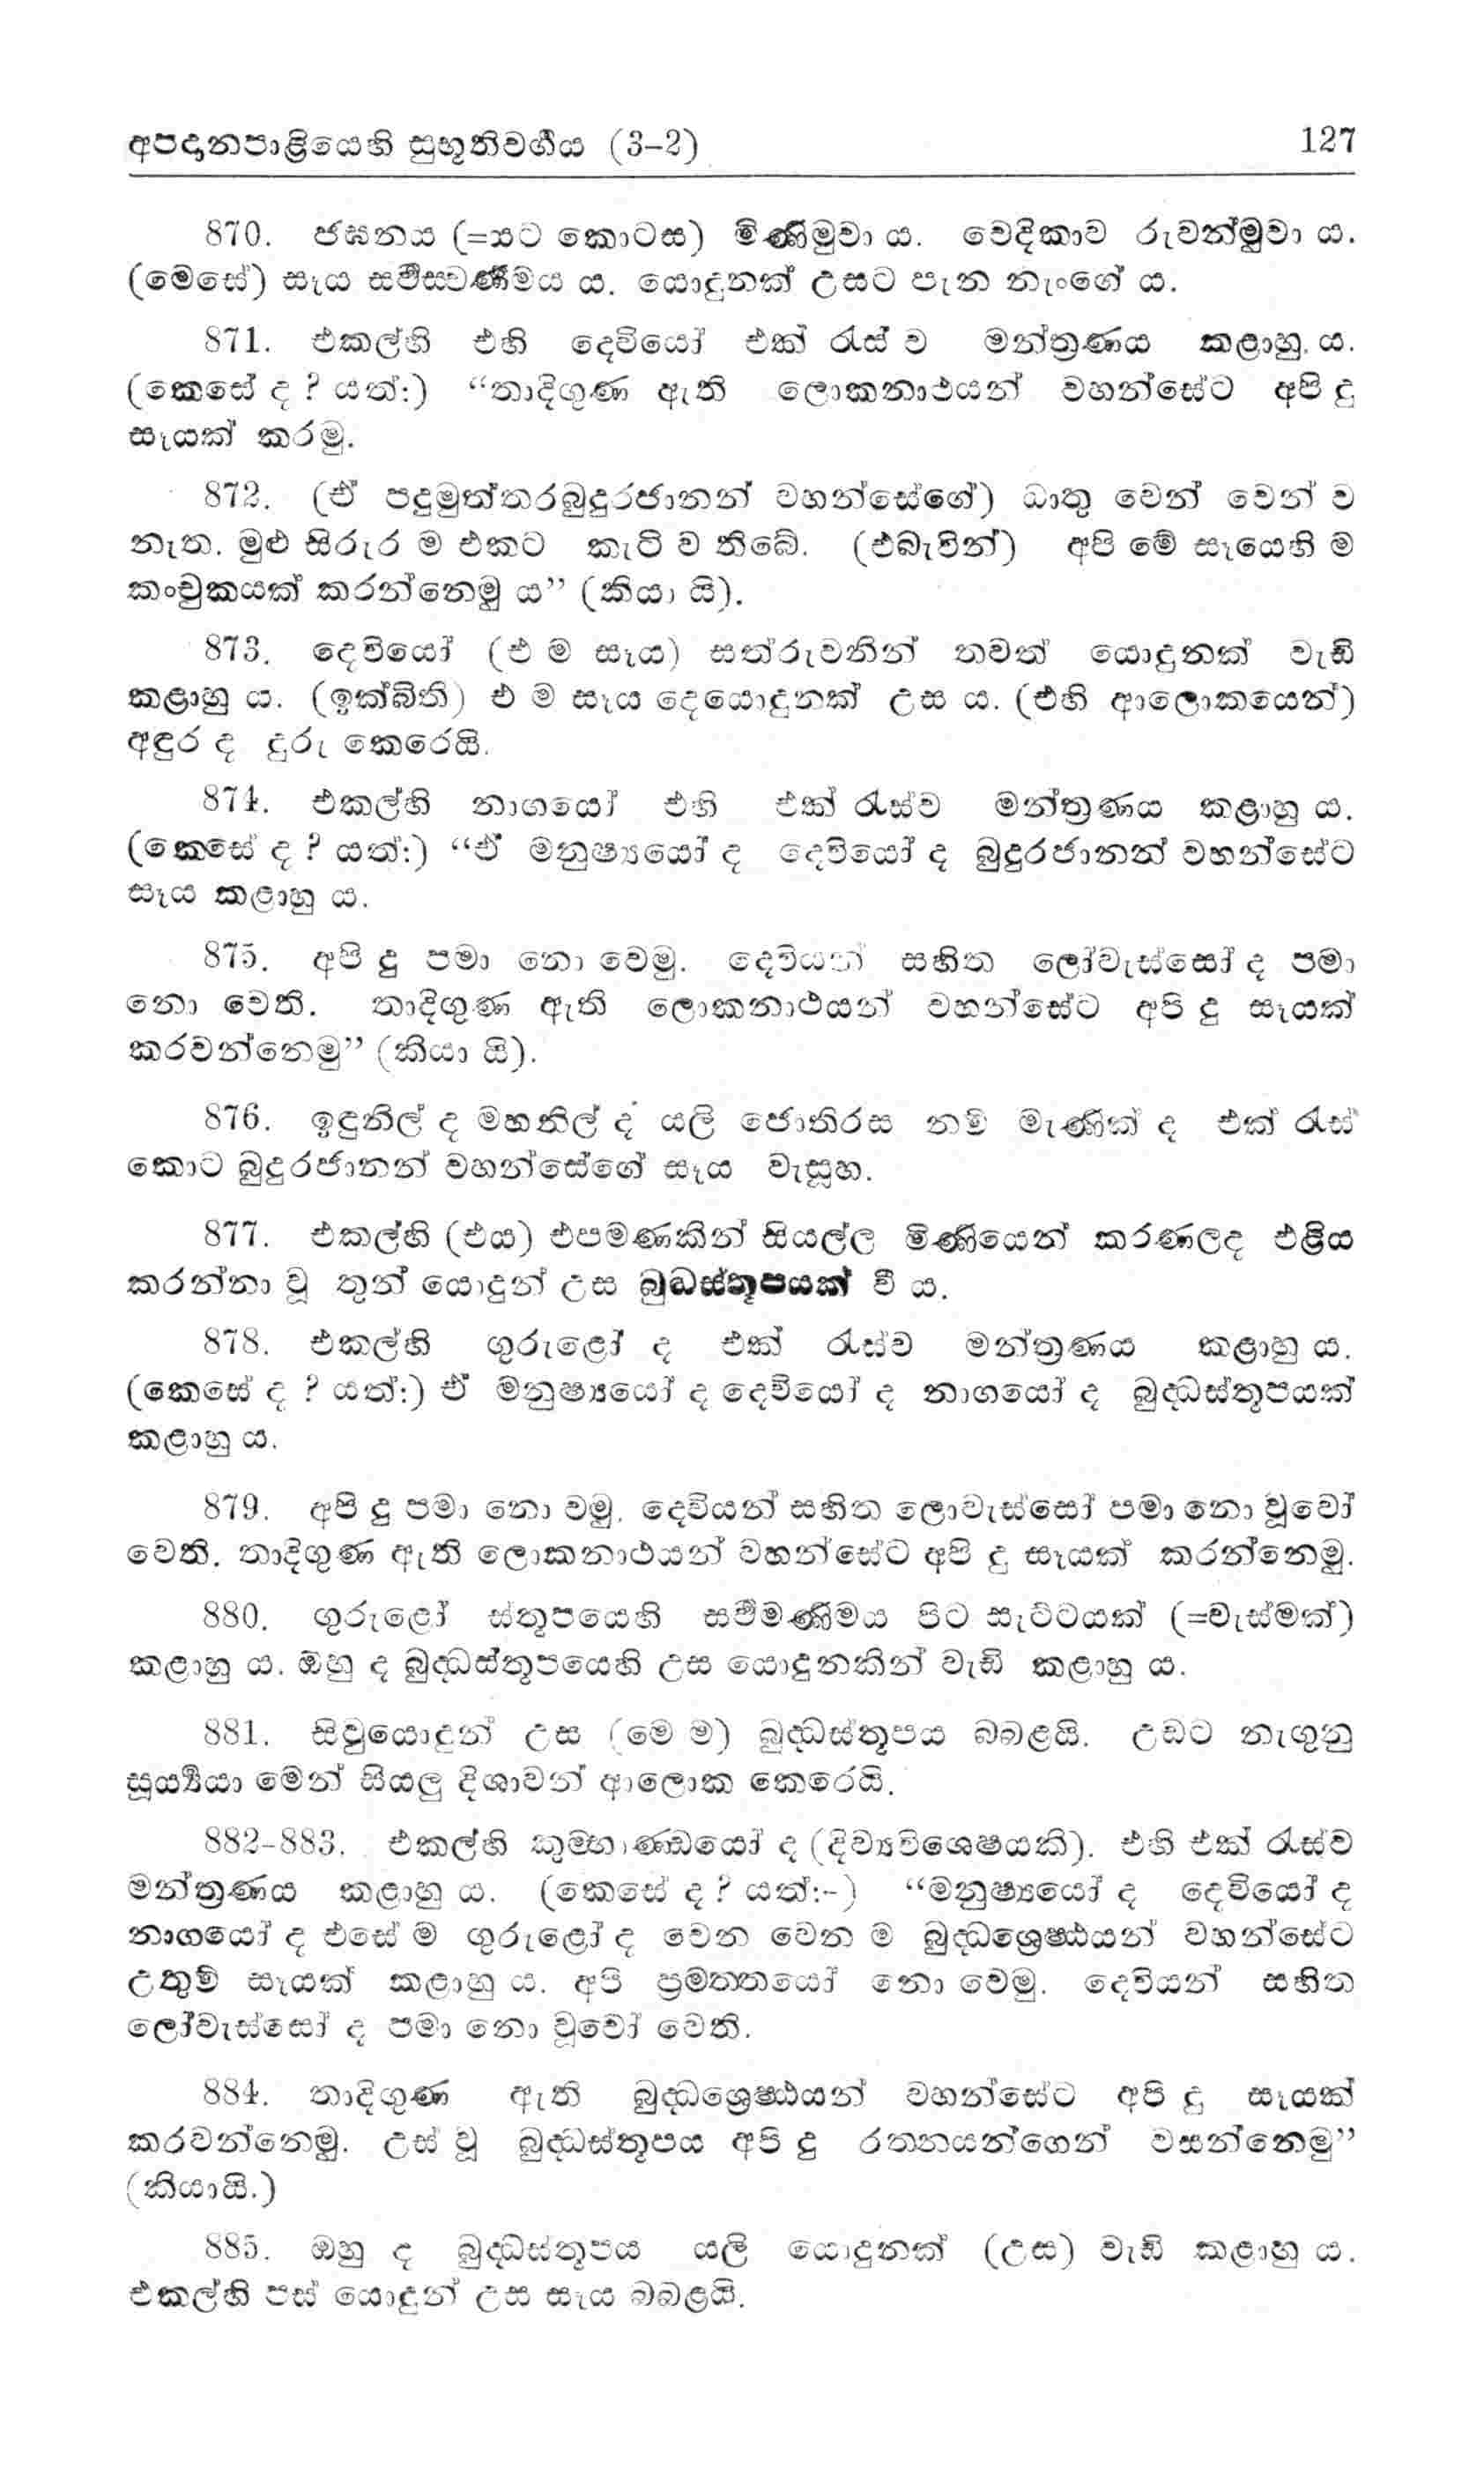 අපදානපාළියෙහි සුභූතිවර්‍ගය (3–2) 127
870. ජඝනය (=යට කොටස) මිණිමුවා ය. වෙදිකාව රුවන්මුවා ය.
(මෙසේ) සෑය සර්‍වසවර්‍ණමය ය. යොදුනක් උසට පැන නැංගේ ය.
871. එකල්හි එහි දෙවියෝ එක් රැස් ව මන්ත්‍රණය කළාහු ය.
(කෙසේ ද ? යත්:) “තාදිගුණ ඇති ලොකනාථයන් වහන්සේට අපි දු
සෑයක් කරමු.
872. (ඒ පදුමුත්තරබුදුරජානන් වහන්සේගේ) ධාතු වෙන් වෙන් ව
නැත. මුළු සිරුර ම එකට කැටි ව තිබේ. (එබැවින්) අපි මේ සෑයෙහි ම
කංචුකයක් කරන්නෙමු ය” (කියා යි).
873. දෙවියෝ (එ ම සෑය) සත්රුවනින් තවත් යොදුනක් වැඩි
කළාහු ය. (ඉක්බිති) එ ම සෑය දෙයොදුනක් උස ය. (එහි ආලොකයෙන්)
අඳුර ද දුරු කෙරෙයි.
874. එකල්හි නාගයෝ එහි එක් රැස්ව මන්ත්‍රණය කළාහු ය.
(කෙසේ ද ? යත්:) “ඒ මනුෂ්‍යයෝ ද දෙවියෝ ද බුදුරජානන් වහන්සේට
සෑය කළාහු ය.
875. අපි දු පමා නො වෙමු. දෙවියන් සහිත ලෝවැස්සෝ ද පමා
නො වෙති. තාදිගුණ ඇති ලොකනාථයන් වහන්සේට අපි දු සෑයක්
කරවන්නෙමු” (කියා යි).
876. ඉඳුනිල් ද මහනිල් ද යලි ජොතිරස නම් මැණික් ද එක් රැස්
කොට බුදුරජානන් වහන්සේගේ සෑය වැසූහ.
877. එකල්හි (එය) එපමණකින් සියල්ල මිණියෙන් කරණලද එළිය
කරන්නා වූ තුන් යොදුන් උස බුද්‍ධස්තූපයක් වී ය.
878. එකල්හි ගුරුළෝ ද එක් රැස්ව මන්ත්‍රණය කළාහු ය.
(කෙසේ ද ? යත්:) ඒ මනුෂ්‍යයෝ ද දෙවියෝ ද නාගයෝ ද බුද්‍ධස්තූපයක්
කළාහු ය.
879. අපි දු පමා නො වමු. දෙවියන් සහිත ලොවැස්සෝ පමා නො වූවෝ
වෙති. තාදිගුණ ඇති ලොකනාථයන් වහන්සේට අපි දු සෑයක් කරන්නෙමු.
880. ගුරුළෝ ස්තූපයෙහි සර්‍වමණිමය පිට සැට්ටයක් (=වැස්මක්)
කළාහු ය. ඔහු ද බුද්‍ධස්තූපයෙහි උස යොදුනකින් වැඩි කළාහු ය.
881. සිවුයොදුන් උස (මෙ ම) බුද්‍ධස්තූපය බබළයි. උඩට නැගුනු
සූර්‍ය්‍යයා මෙන් සියලු දිශාවන් ආලොක කෙරෙයි.
882-883. එකල්හි කුම්භාණ්ඩයෝ ද (දිව්‍යවිශෙෂයකි). එහි එක් රැස්ව
මන්ත්‍රණය කළාහු ය. (කෙසේ ද ? යත්:-) “මනුෂ්‍යයෝ ද දෙවියෝ ද
නාගයෝ ද එසේ ම ගුරුළෝ ද වෙන වෙන ම බුද්‍ධශ්‍රෙෂ්ඨයන් වහන්සේට
උතුම් සෑයක් කළාහු ය. අපි ප්‍රමත්තයෝ නො වෙමු. දෙවියන් සහිත
ලෝවැස්සෝ ද පමා නො වූවෝ වෙති.
884. තාදිගුණ ඇති බුද්‍ධශ්‍රෙෂ්ඨයන් වහන්සේට අපි දු සෑයක්
කරවන්නෙමු. උස් වූ බුද්‍ධස්තූපය අපි දු රත්නයන්ගෙන් වසන්නෙමු”
(කියායි.)
885. ඔහු ද බුද්‍ධස්තූපය යලි යොදුනක් (උස) වැඩි කළාහු ය.
එකල්හි පස් යොදුන් උස සෑය බබළයි.